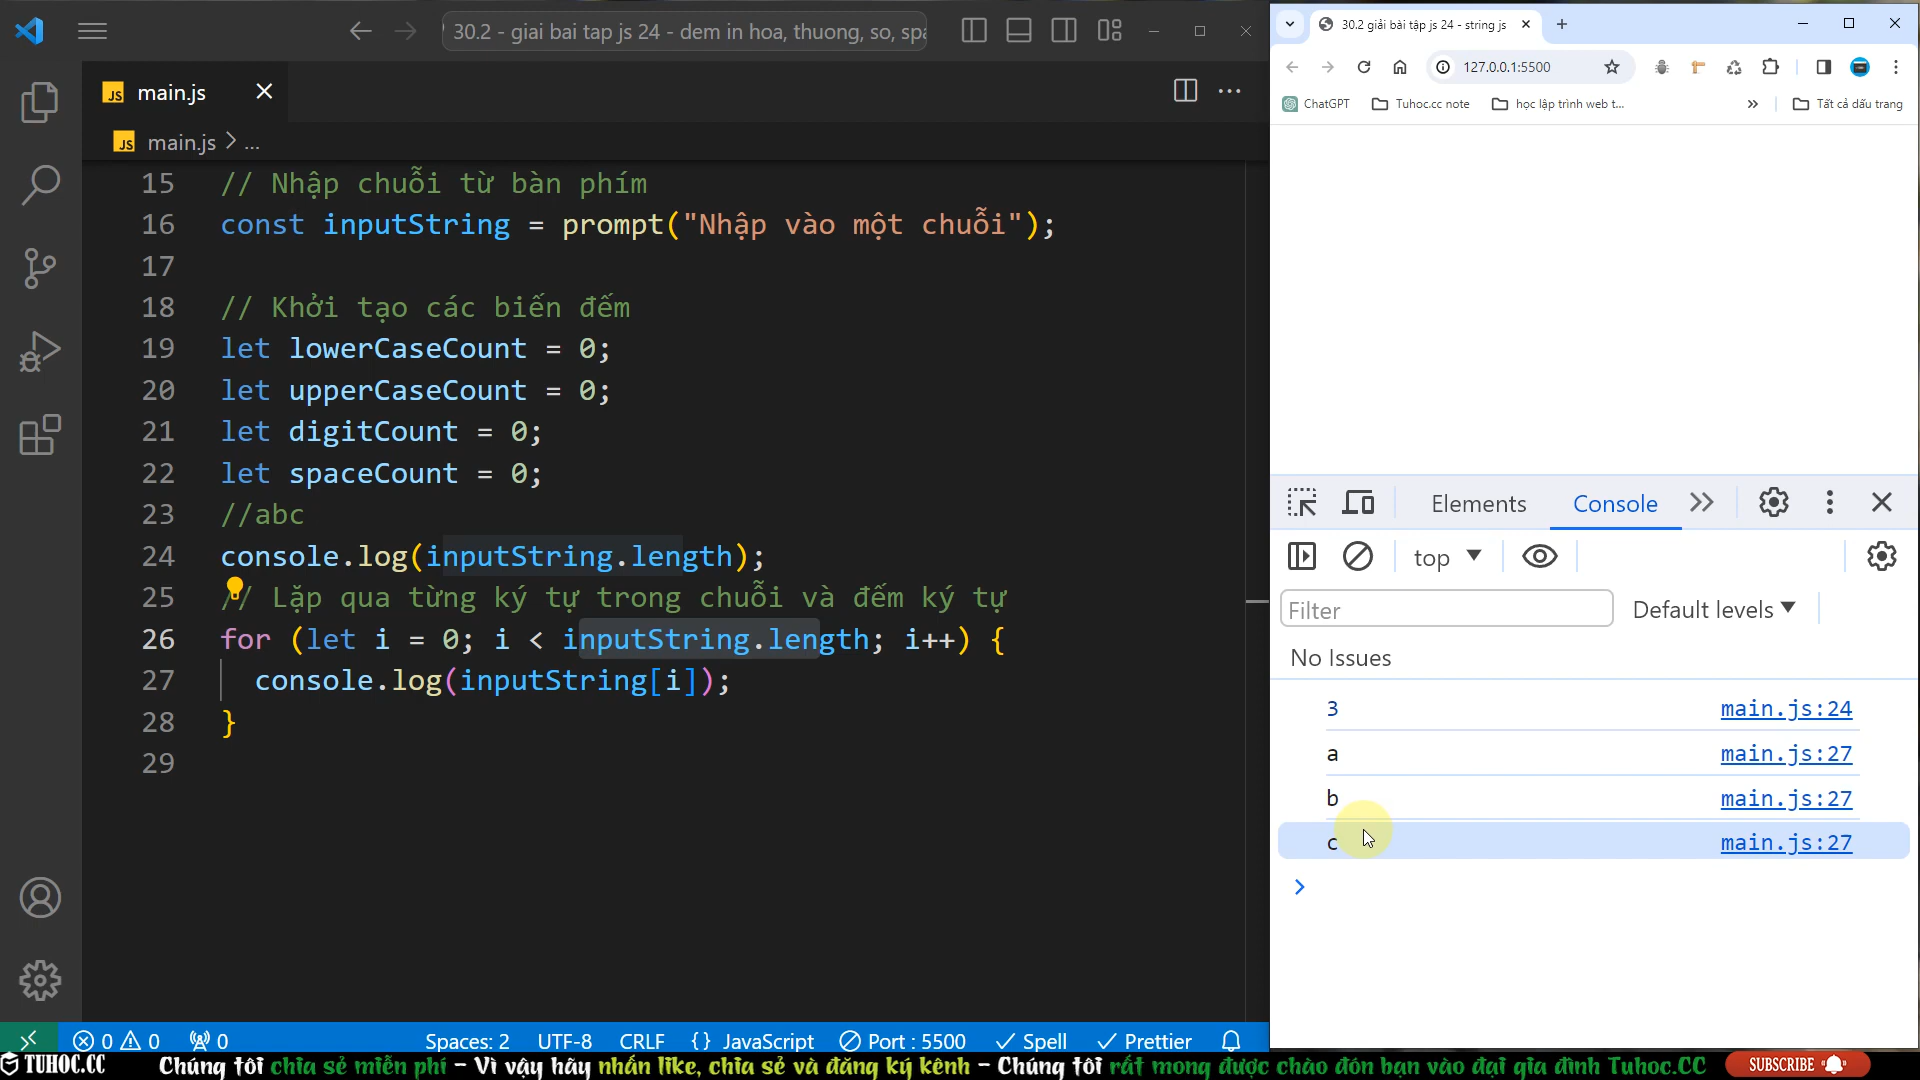 30.2 - giai bai tap js 24 - dem in hoa, thuong, so, spa
main.js
main.js > ...
15 // Nhập chuỗi từ bàn phím
16 const inputString = prompt("Nhập vào một chuỗi");
17
18 // Khởi tạo các biến đếm
19 let lowerCaseCount = 0;
20 let upperCaseCount = 0;
21 let digitCount = 0;
22 let spaceCount = 0;
23 //abc
24 console.log(inputString.length);
25 // Lặp qua từng ký tự trong chuỗi và đếm ký tự
26 for (let i = 0; i < inputString.length; i++) {
27 console.log(inputString[i]);
28 }
29
0 0 0 Spaces: 2 UTF-8 CRLF {} JavaScript Port : 5500 Spell Prettier
30.2 giải bài tập js 24 - string js
127.0.0.1:5500
ChatGPT Tuhoc.cc note học lập trình web t... » Tất cả dấu trang
Elements Console
top
Filter Default levels
No Issues
3 main.js:24
a main.js:27
b main.js:27
c main.js:27
TUHOC.CC Chúng tôi chia sẻ miễn phí - Vì vậy hãy nhấn like, chia sẻ và đăng ký kênh - Chúng tôi rất mong được chào đón bạn vào đại gia đình Tuhoc.CC SUBSCRIBE